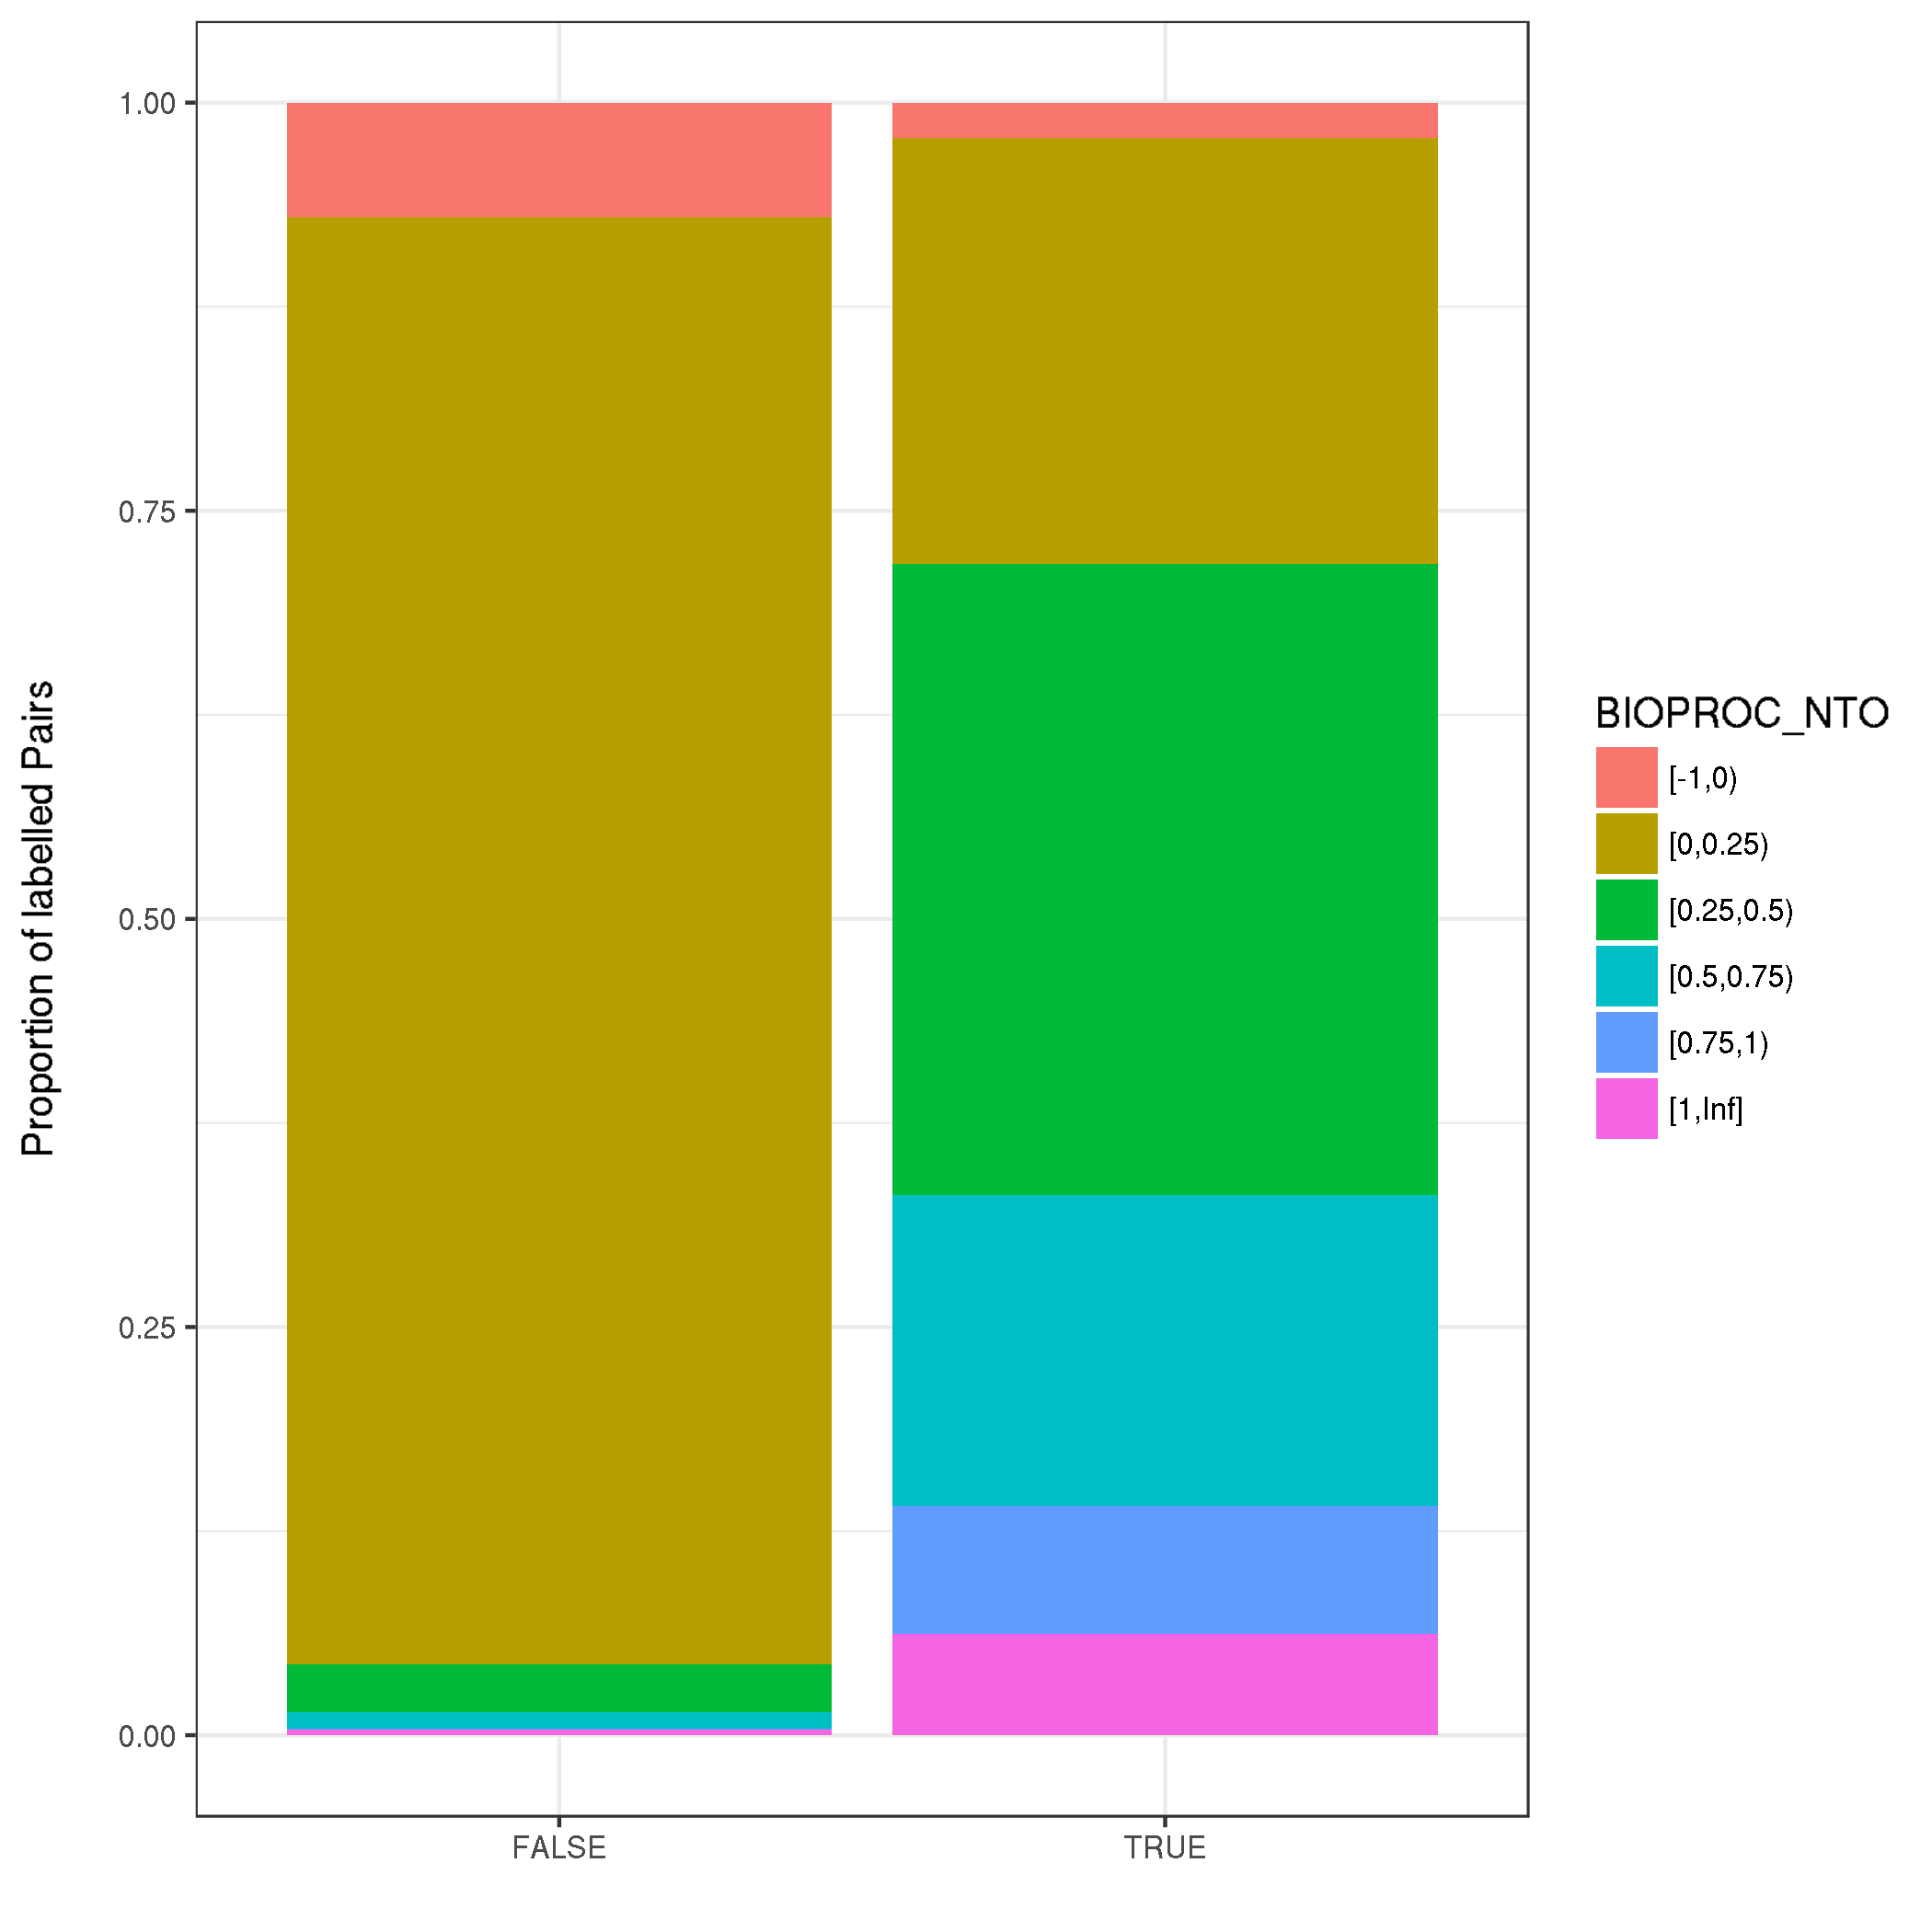 Proportion of labelled Pairs
1.00
0.75
0.50
0.25
0.00
FALSE
TRUE
BIOPROC_NTO
[-1,0)
[0,0.25)
[0.25,0.5)
[0.5,0.75)
[0.75,1)
[1,Inf]